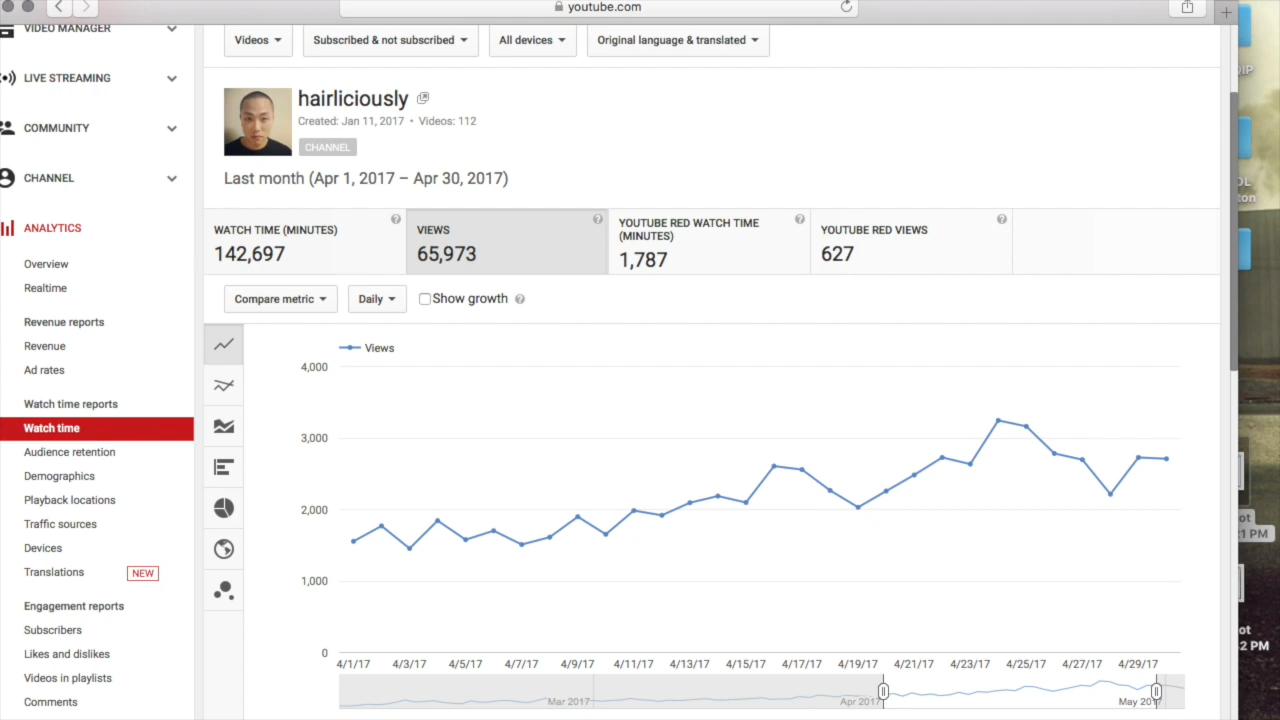 youtube.com
VIDEO MANAGER
LIVE STREAMING
COMMUNITY
CHANNEL
ANALYTICS
Overview
Realtime
Revenue reports
Revenue
Ad rates
Watch time reports
Watch time
Audience retention
Demographics
Playback locations
Traffic sources
Devices
Translations NEW
Engagement reports
Subscribers
Likes and dislikes
Videos in playlists
Comments
Videos Subscribed & not subscribed All devices Original language & translated
hairliciously
Created: Jan 11, 2017 • Videos: 112
CHANNEL
Last month (Apr 1, 2017 – Apr 30, 2017)
WATCH TIME (MINUTES)
142,697
VIEWS
65,973
YOUTUBE RED WATCH TIME
(MINUTES)
1,787
YOUTUBE RED VIEWS
627
Compare metric Daily Show growth
Views
4,000
3,000
2,000
1,000
0
4/1/17 4/3/17 4/5/17 4/7/17 4/9/17 4/11/17 4/13/17 4/15/17 4/17/17 4/19/17 4/21/17 4/23/17 4/25/17 4/27/17 4/29/17
Mar 2017 Apr 2017 May 2017